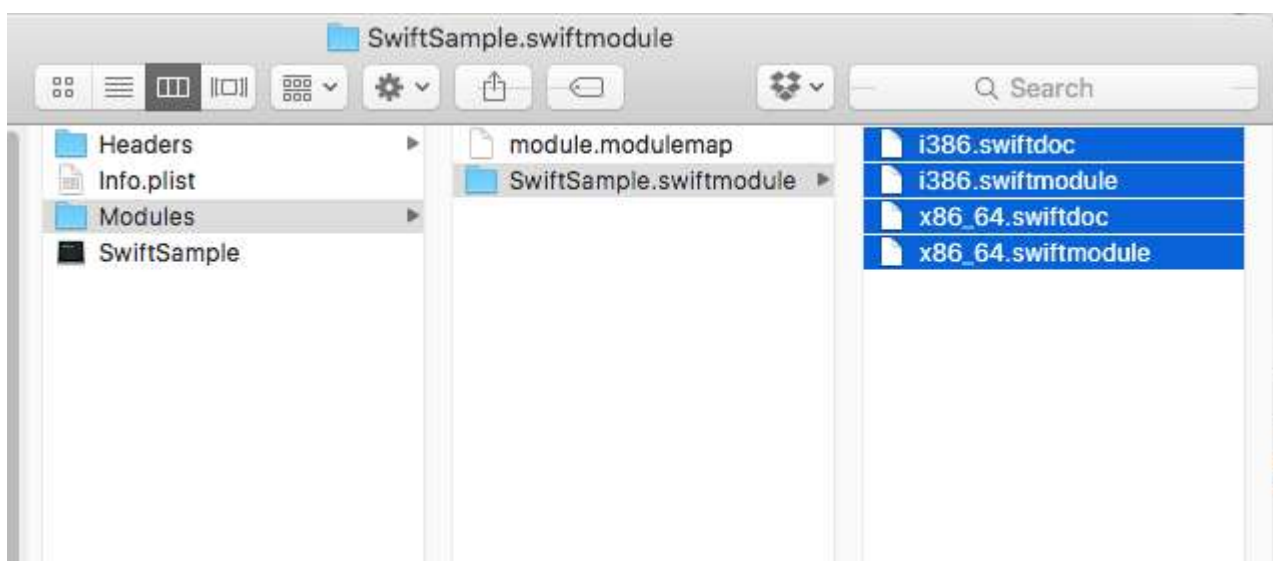 SwiftSample.swiftmodule
Search
Headers
Info.plist
Modules
SwiftSample
module.modulemap
SwiftSample.swiftmodule
i386.swiftdoc
i386.swiftmodule
x86_64.swiftdoc
x86_64.swiftmodule